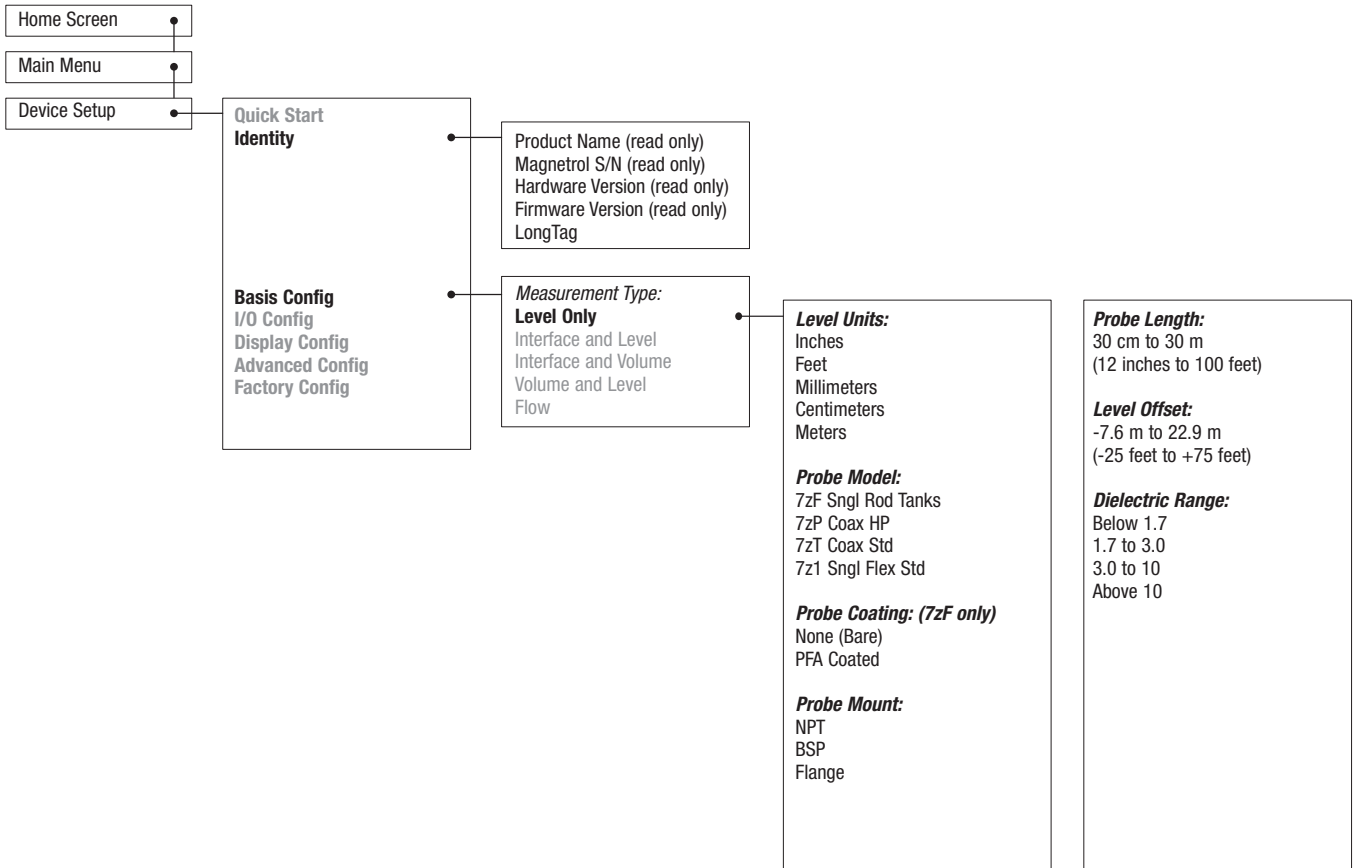 Home Screen
Main Menu
Device Setup
Quick Start
Identity
Basis Config
I/O Config
Display Config
Advanced Config
Factory Config
Product Name (read only)
Magnetrol S/N (read only)
Hardware Version (read only)
Firmware Version (read only)
LongTag
Measurement Type:
Level Only
Interface and Level
Interface and Volume
Volume and Level
Flow
Level Units:
Inches
Feet
Millimeters
Centimeters
Meters
Probe Model:
7zF Sngl Rod Tanks
7zP Coax HP
7zT Coax Std
7z1 Sngl Flex Std
Probe Coating: (7zF only)
None (Bare)
PFA Coated
Probe Mount:
NPT
BSP
Flange
Probe Length:
30 cm to 30 m
(12 inches to 100 feet)
Level Offset:
-7.6 m to 22.9 m
(-25 feet to +75 feet)
Dielectric Range:
Below 1.7
1.7 to 3.0
3.0 to 10
Above 10